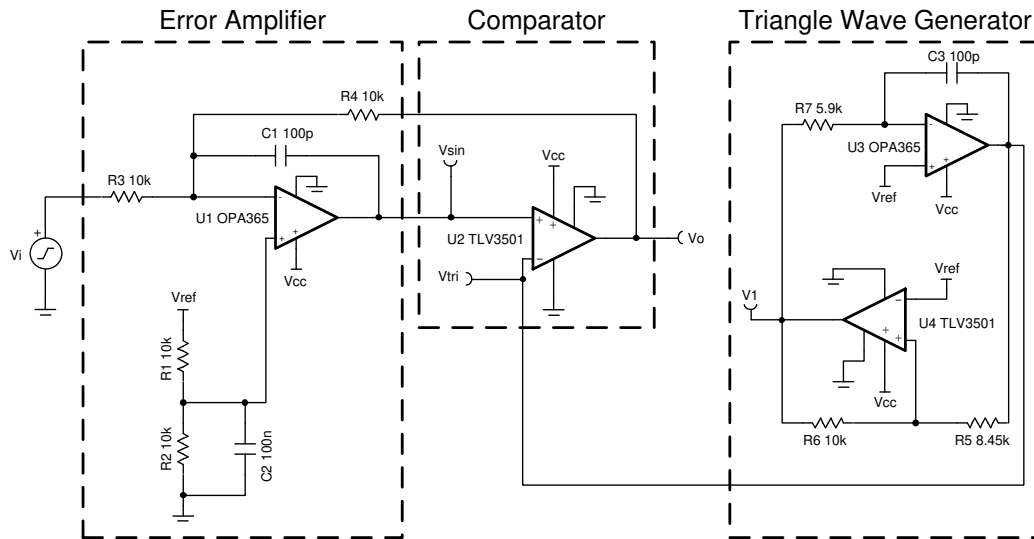 Error Amplifier
Comparator
Triangle Wave Generator
C3 100p
R4 10k
R7 5.9k
C1 100p
-
+
+
U3 OPA365
Vsin
Vcc
Vref
Vcc
R3 10k
-
+
+
U1 OPA365
Vcc
+
Vi
+
+
-
U2 TLV3501
Vo
Vtri
V1
Vref
-
+
+
U4 TLV3501
Vcc
Vref
R1 10k
R2 10k
C2 100n
R6 10k
R5 8.45k